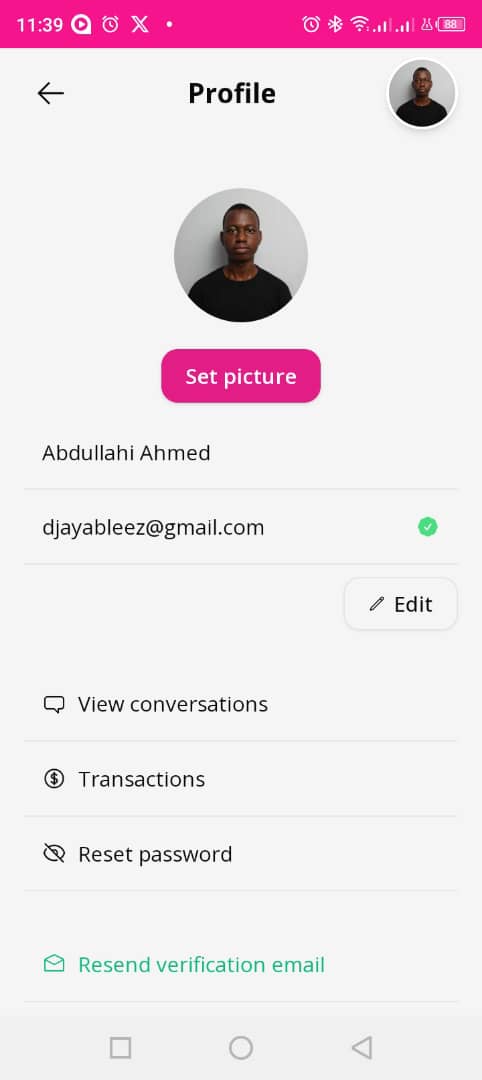 11:39
88
Profile
Set picture
Abdullahi Ahmed
djayableez@gmail.com
Edit
View conversations
Transactions
Reset password
Resend verification email